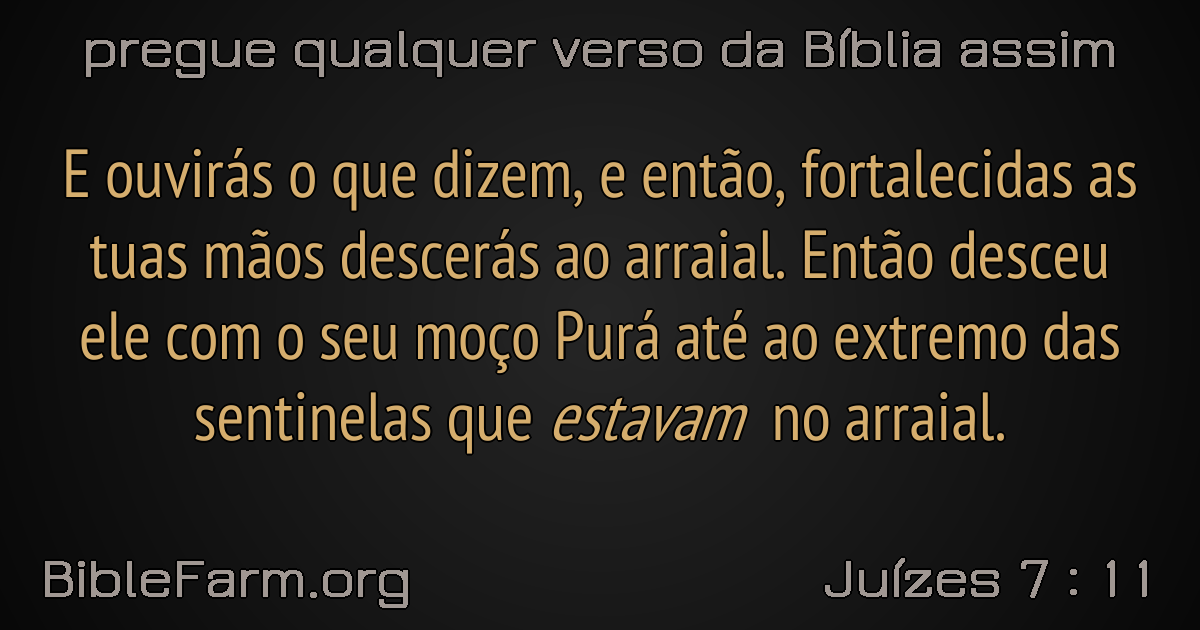 pregue qualquer verso da Bíblia assim
E ouvirás o que dizem, e então, fortalecidas as
tuas mãos descerás ao arraial. Então desceu
ele com o seu moço Purá até ao extremo das
sentinelas que estavam no arraial.
BibleFarm.org
Juízes 7 : 11